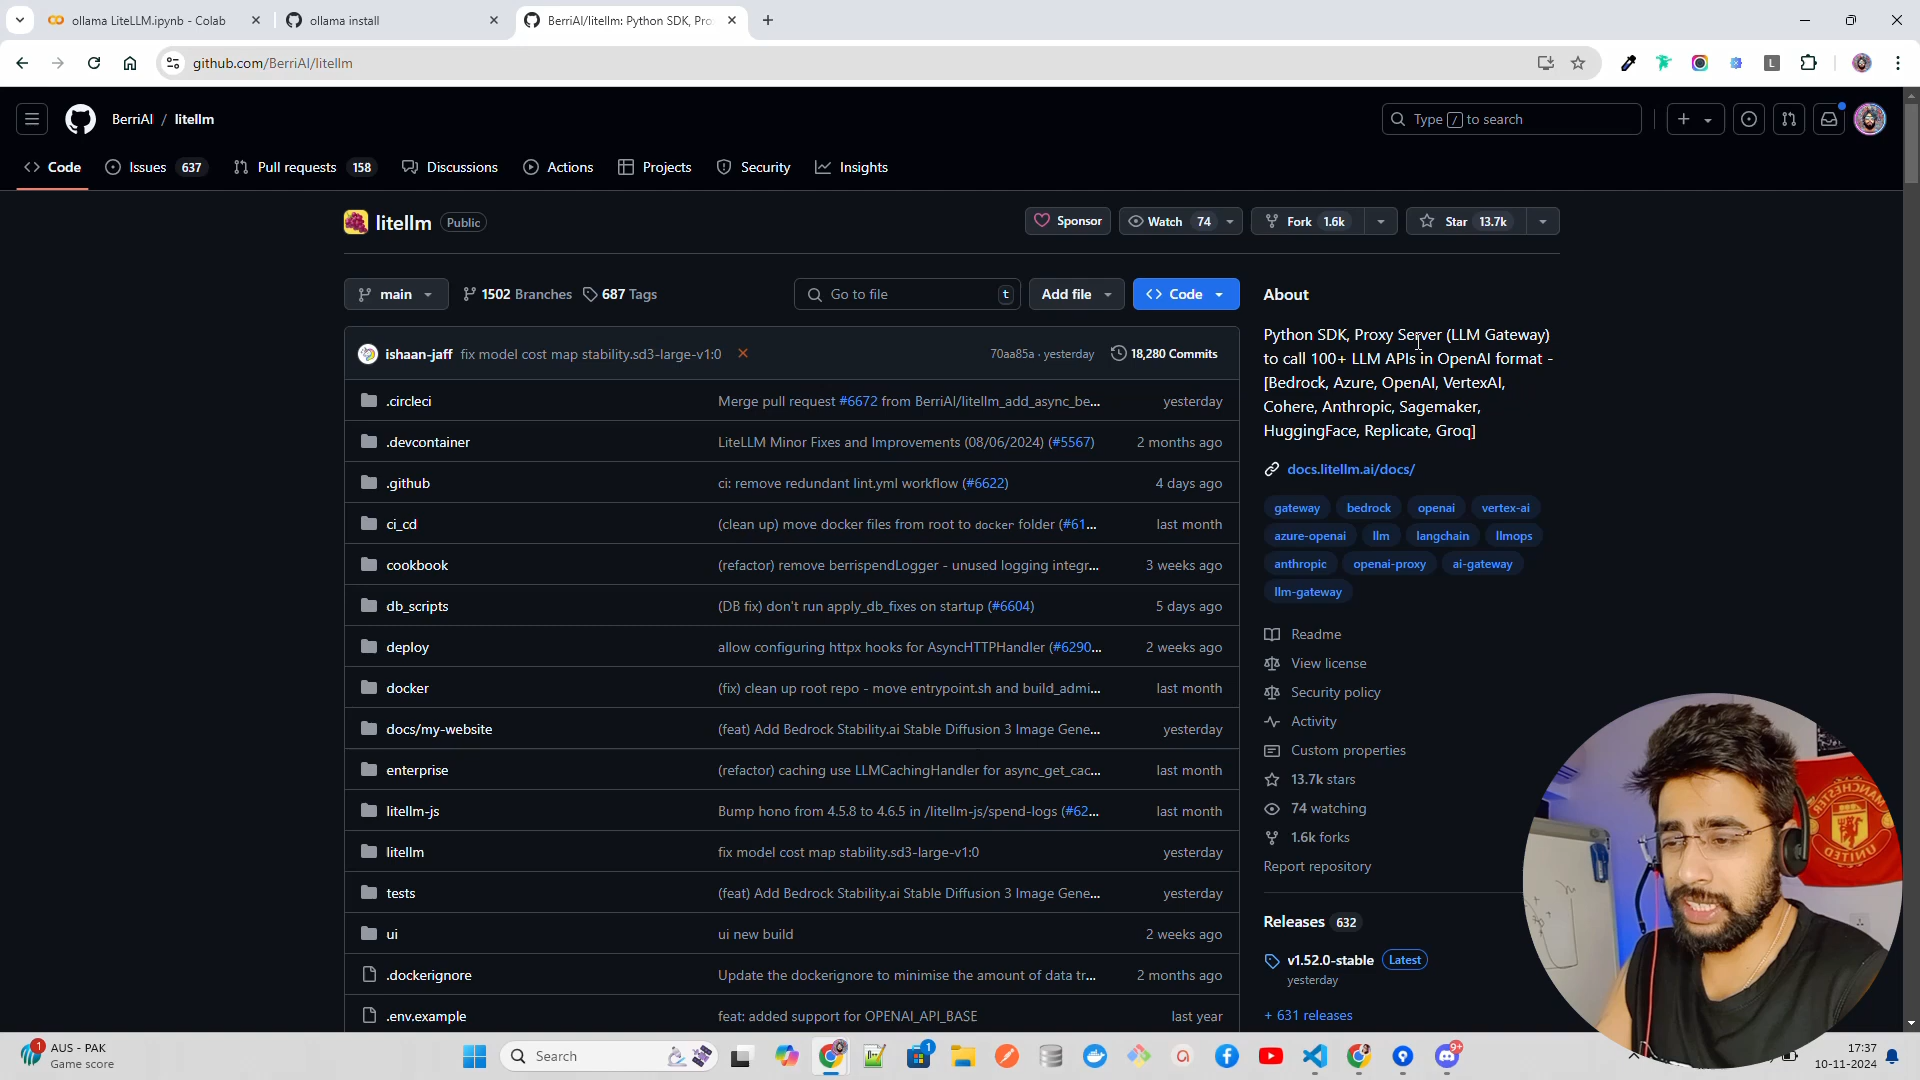 ollama LiteLLM.ipynb - Colab
ollama install
BerriAI/litellm: Python SDK, Pro
github.com/BerriAI/litellm
BerriAI / litellm
Type / to search
Code
Issues 637
Pull requests 158
Discussions
Actions
Projects
Security
Insights
litellm Public
Sponsor
Watch 74
Fork 1.6k
Star 13.7k
main
1502 Branches
687 Tags
Go to file t
Add file
Code
ishaan-jaff fix model cost map stability.sd3-large-v1:0
70aa85a · yesterday
18,280 Commits
.circleci Merge pull request #6672 from BerriAI/litellm_add_async_be... yesterday
.devcontainer LiteLLM Minor Fixes and Improvements (08/06/2024) (#5567) 2 months ago
.github ci: remove redundant lint.yml workflow (#6622) 4 days ago
ci_cd (clean up) move docker files from root to docker folder (#61... last month
cookbook (refactor) remove berrispendLogger - unused logging integr... 3 weeks ago
db_scripts (DB fix) don't run apply_db_fixes on startup (#6604) 5 days ago
deploy allow configuring httpx hooks for AsyncHTTPHandler (#6290... 2 weeks ago
docker (fix) clean up root repo - move entrypoint.sh and build_admi... last month
docs/my-website (feat) Add Bedrock Stability.ai Stable Diffusion 3 Image Gene... yesterday
enterprise (refactor) caching use LLMCachingHandler for async_get_cac... last month
litellm-js Bump hono from 4.5.8 to 4.6.5 in /litellm-js/spend-logs (#62... last month
litellm fix model cost map stability.sd3-large-v1:0 yesterday
tests (feat) Add Bedrock Stability.ai Stable Diffusion 3 Image Gene... yesterday
ui ui new build 2 weeks ago
.dockerignore Update the dockerignore to minimise the amount of data tr... 2 months ago
.env.example feat: added support for OPENAI_API_BASE last year
About
Python SDK, Proxy Server (LLM Gateway)
to call 100+ LLM APIs in OpenAI format -
[Bedrock, Azure, OpenAI, VertexAI,
Cohere, Anthropic, Sagemaker,
HuggingFace, Replicate, Groq]
docs.litellm.ai/docs/
gateway bedrock openai vertex-ai
azure-openai llm langchain llmops
anthropic openai-proxy ai-gateway
llm-gateway
Readme
View license
Security policy
Activity
Custom properties
13.7k stars
74 watching
1.6k forks
Report repository
Releases 632
v1.52.0-stable Latest
yesterday
+ 631 releases
MANCHESTER
UNITED
1
AUS - PAK
Game score
Search
1
9+
17:37
10-11-2024